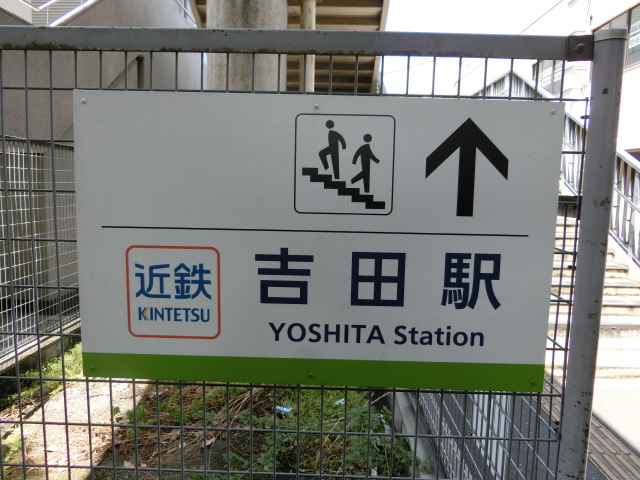 近鉄
KINTETSU
吉田駅
YOSHITA Station